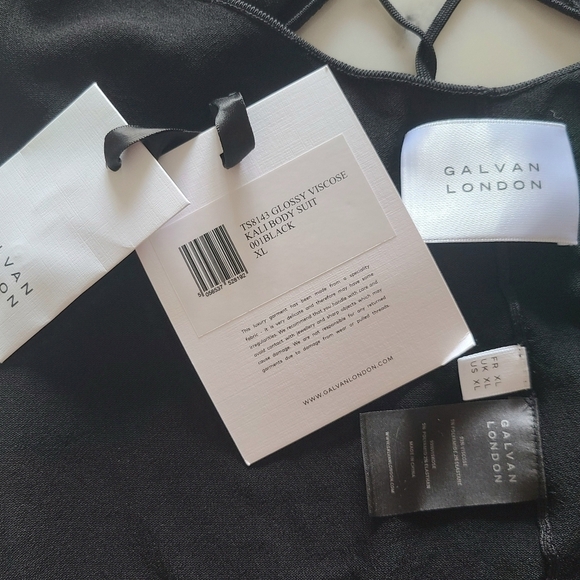 GALVAN
LONDON
TS8143 GLOSSY VISCOSE
KALI BODY SUIT
001BLACK
XL
5 056537 528192
This luxury garment has been made from a speciality
fabric. It is very delicate and therefore may have some
irregularities. We recommend that you handle with care and
avoid contact with jewellery and sharp objects which may
cause damage. We are not responsible for any returned
garments due to damage from wear or pulled threads.
WWW.GALVANLONDON.COM
GALVAN
LONDON
FR XL
UK XL
US XL
GALVAN
LONDON